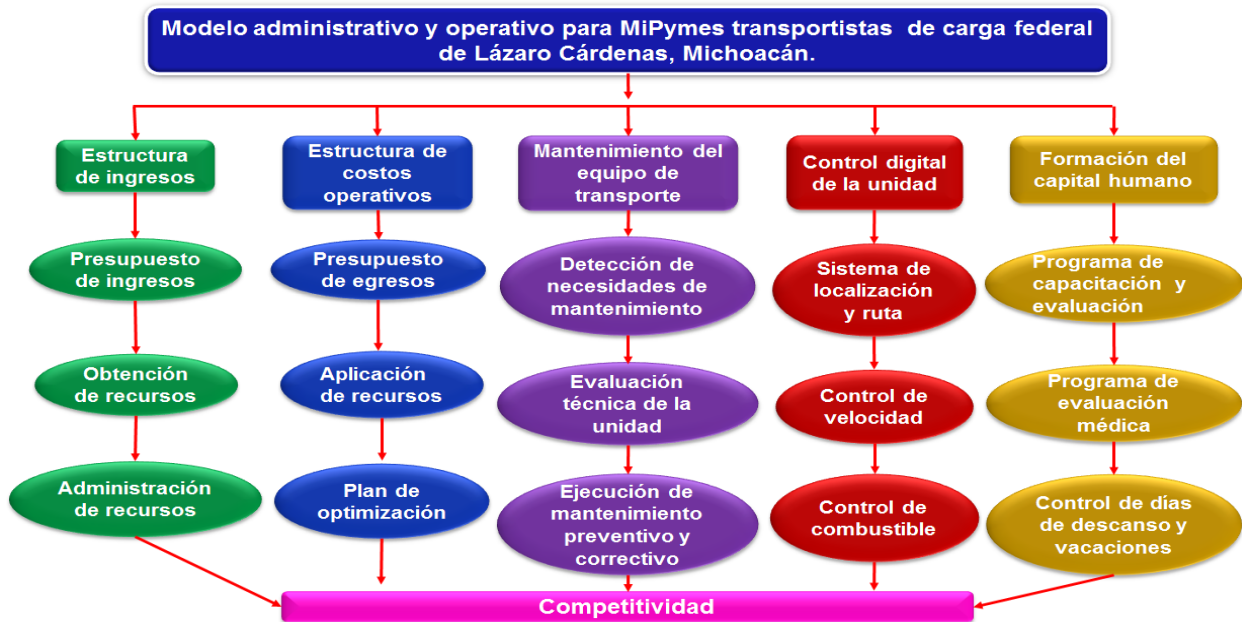 Modelo administrativo y operativo para MiPymes transportistas de carga federal
de Lázaro Cárdenas, Michoacán.
Estructura
de ingresos
Estructura de
costos
operativos
Mantenimiento del
equipo de
transporte
Control digital
de la unidad
Formación del
capital humano
Presupuesto
de ingresos
Presupuesto
de egresos
Detección de
necesidades de
mantenimiento
Sistema de
localización
y ruta
Programa de
capacitación y
evaluación
Obtención
de recursos
Aplicación
de recursos
Evaluación
técnica de la
unidad
Control de
velocidad
Programa de
evaluación
médica
Administración
de recursos
Plan de
optimización
Ejecución de
mantenimiento
preventivo y
correctivo
Control de
combustible
Control de días
de descanso y
vacaciones
Competitividad